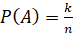 P(A) = k/n